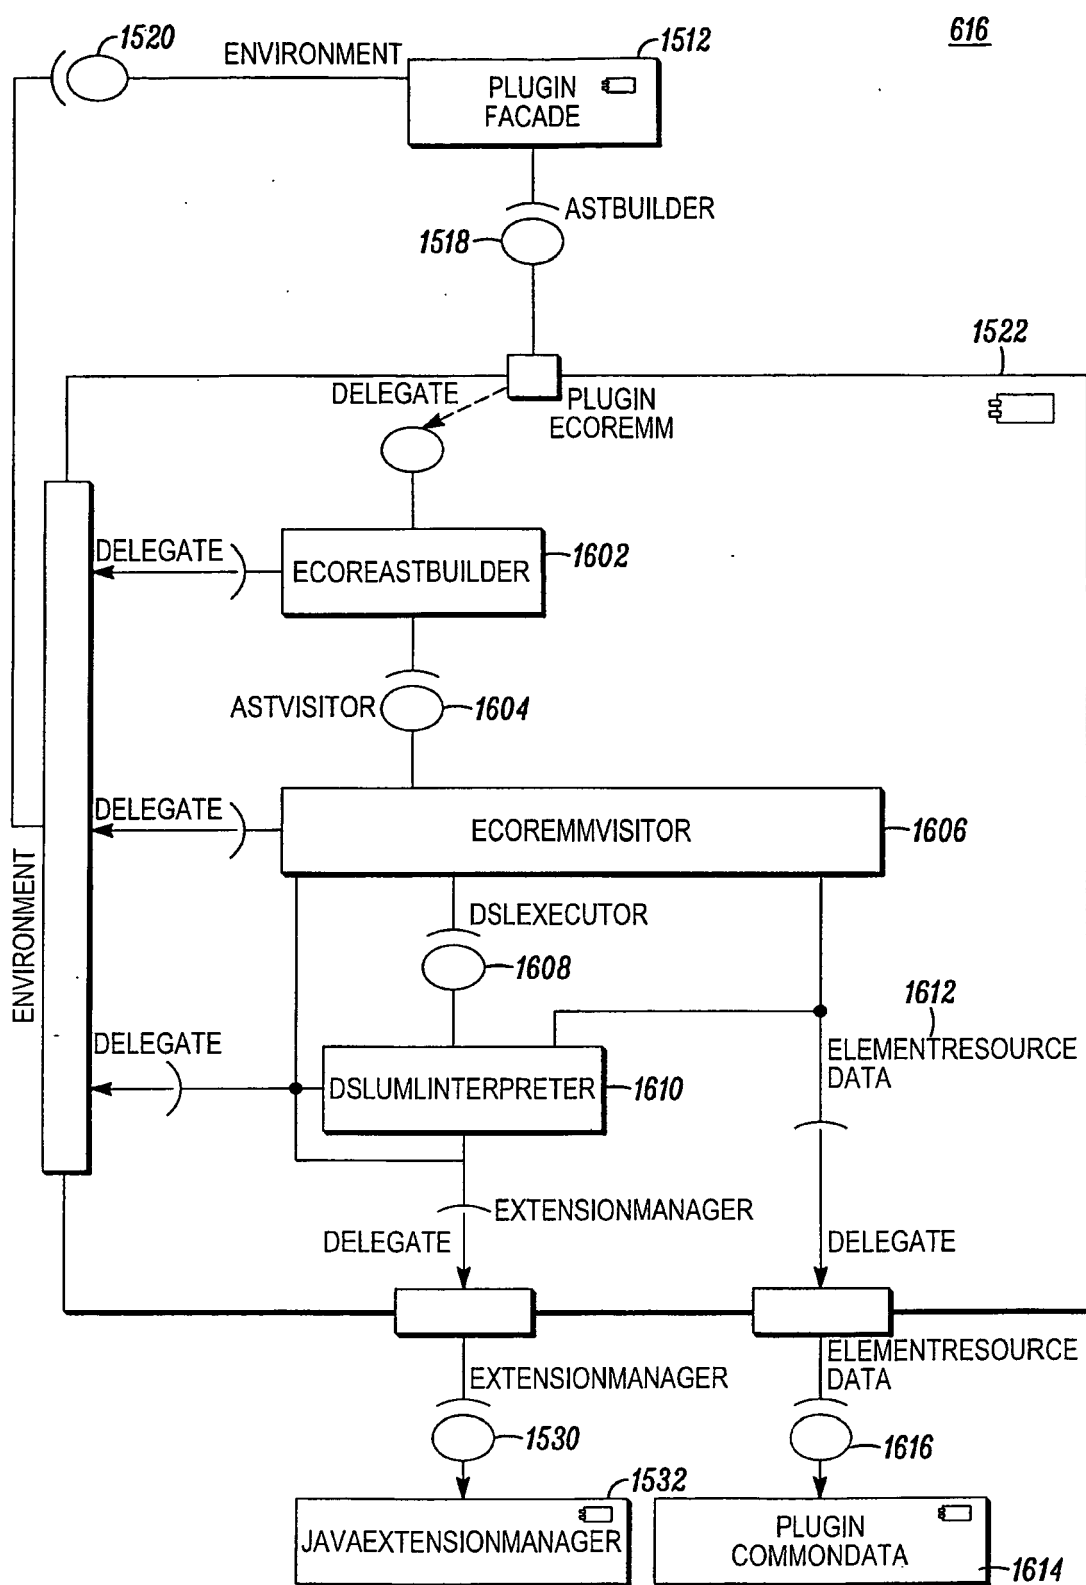 616
1520
ENVIRONMENT
1512
PLUGIN
FACADE
ASTBUILDER
1518
1522
DELEGATE
PLUGIN
ECOREMM
DELEGATE
ECOREASTBUILDER
1602
ASTVISITOR
1604
DELEGATE
ECOREMMVISITOR
1606
ENVIRONMENT
DSLEXECUTOR
1608
1612
ELEMENTRESOURCE
DATA
DELEGATE
DSLUMLINTERPRETER
1610
EXTENSIONMANAGER
DELEGATE
DELEGATE
EXTENSIONMANAGER
ELEMENTRESOURCE
DATA
1530
1616
1532
JAVAEXTENSIONMANAGER
PLUGIN
COMMONDATA
1614